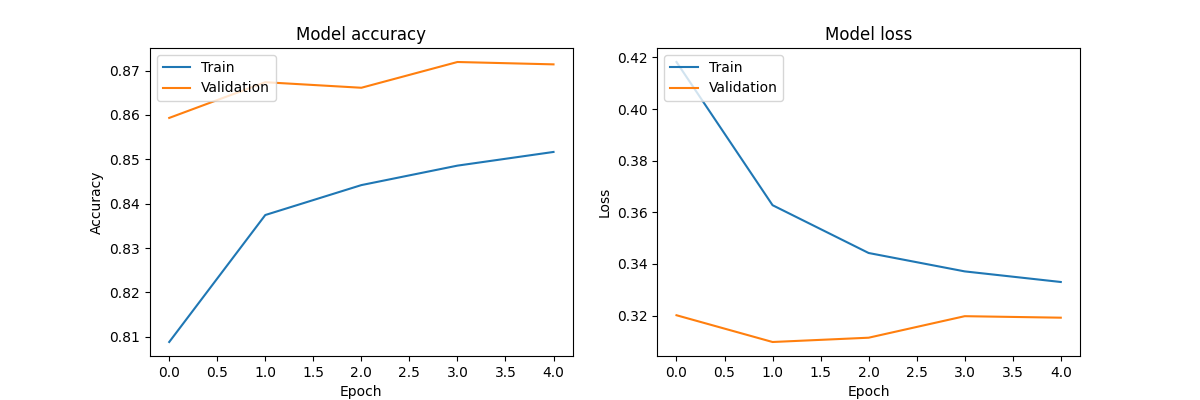 Model accuracy
Train
Validation
0.87
0.86
0.85
0.84
0.83
0.82
0.81
Accuracy
0.0 0.5 1.0 1.5 2.0 2.5 3.0 3.5 4.0
Epoch
Model loss
Train
Validation
0.42
0.40
0.38
0.36
0.34
0.32
Loss
0.0 0.5 1.0 1.5 2.0 2.5 3.0 3.5 4.0
Epoch